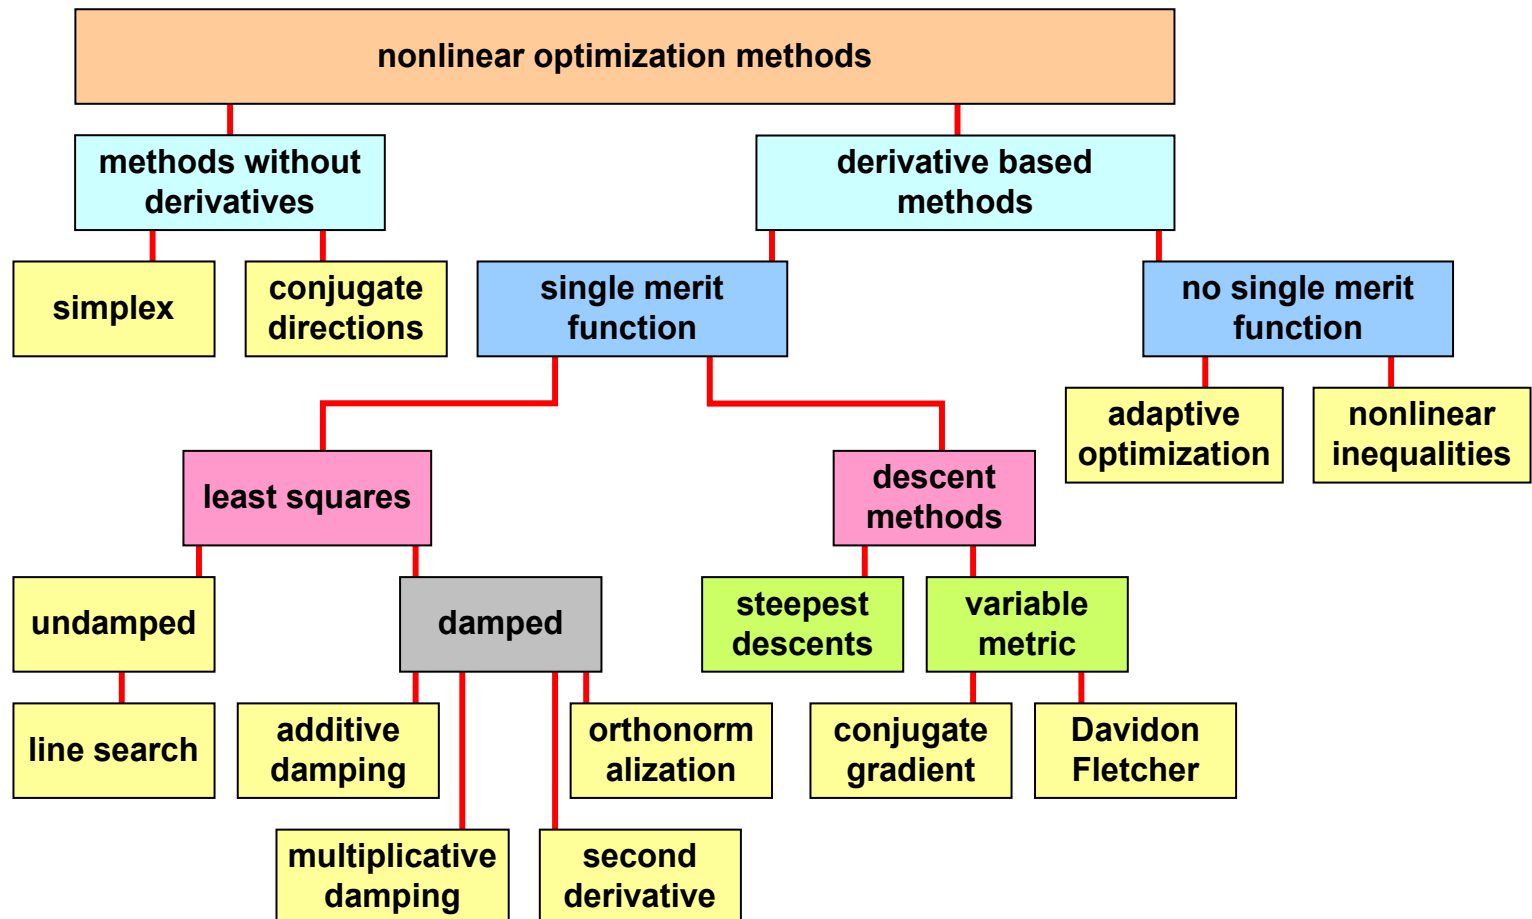 nonlinear optimization methods
methods without
derivatives
derivative based
methods
simplex
conjugate
directions
single merit
function
no single merit
function
adaptive
optimization
nonlinear
inequalities
least squares
descent
methods
undamped
damped
steepest
descents
variable
metric
line search
additive
damping
orthonorm
alization
conjugate
gradient
Davidon
Fletcher
multiplicative
damping
second
derivative